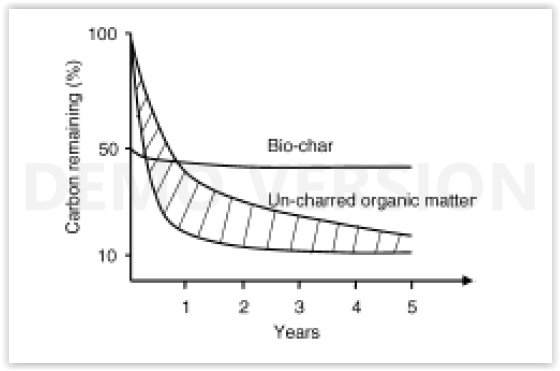 100
Carbon remaining (%)
50
10
Bio-char
Un-charred organic matter
DEMO VERSION
1 2 3 4 5
Years